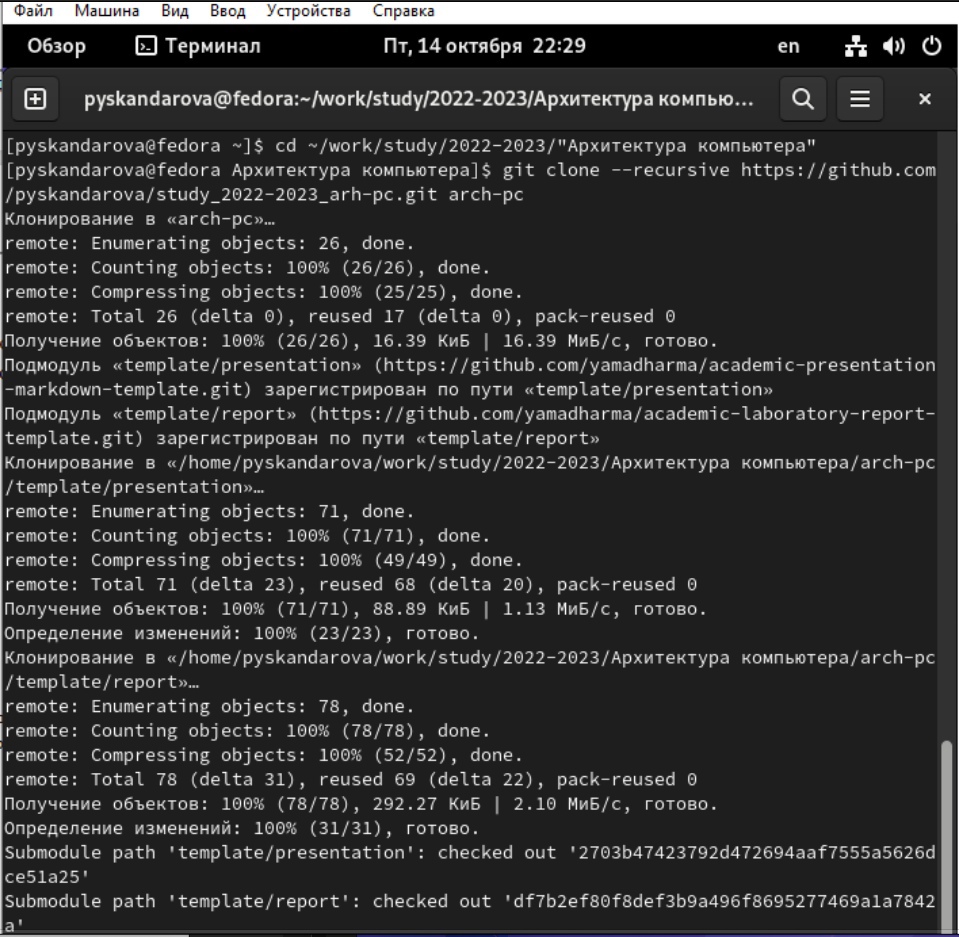 Файл Машина Вид Ввод Устройства Справка
Обзор Терминал Пт, 14 октября 22:29 en
pyskandarova@fedora:~/work/study/2022-2023/Архитектура компью...
[pyskandarova@fedora ~]$ cd ~/work/study/2022-2023/"Архитектура компьютера"
[pyskandarova@fedora Архитектура компьютера]$ git clone --recursive https://github.com
/pyskandarova/study_2022-2023_arh-pc.git arch-pc
Клонирование в «arch-pc»…
remote: Enumerating objects: 26, done.
remote: Counting objects: 100% (26/26), done.
remote: Compressing objects: 100% (25/25), done.
remote: Total 26 (delta 0), reused 17 (delta 0), pack-reused 0
Получение объектов: 100% (26/26), 16.39 КиБ | 16.39 МиБ/с, готово.
Подмодуль «template/presentation» (https://github.com/yamadharma/academic-presentation
-markdown-template.git) зарегистрирован по пути «template/presentation»
Подмодуль «template/report» (https://github.com/yamadharma/academic-laboratory-report-
template.git) зарегистрирован по пути «template/report»
Клонирование в «/home/pyskandarova/work/study/2022-2023/Архитектура компьютера/arch-pc
/template/presentation»…
remote: Enumerating objects: 71, done.
remote: Counting objects: 100% (71/71), done.
remote: Compressing objects: 100% (49/49), done.
remote: Total 71 (delta 23), reused 68 (delta 20), pack-reused 0
Получение объектов: 100% (71/71), 88.89 КиБ | 1.13 МиБ/с, готово.
Определение изменений: 100% (23/23), готово.
Клонирование в «/home/pyskandarova/work/study/2022-2023/Архитектура компьютера/arch-pc
/template/report»…
remote: Enumerating objects: 78, done.
remote: Counting objects: 100% (78/78), done.
remote: Compressing objects: 100% (52/52), done.
remote: Total 78 (delta 31), reused 69 (delta 22), pack-reused 0
Получение объектов: 100% (78/78), 292.27 КиБ | 2.10 МиБ/с, готово.
Определение изменений: 100% (31/31), готово.
Submodule path 'template/presentation': checked out '2703b47423792d472694aaf7555a5626d
ce51a25'
Submodule path 'template/report': checked out 'df7b2ef80f8def3b9a496f8695277469a1a7842
a'